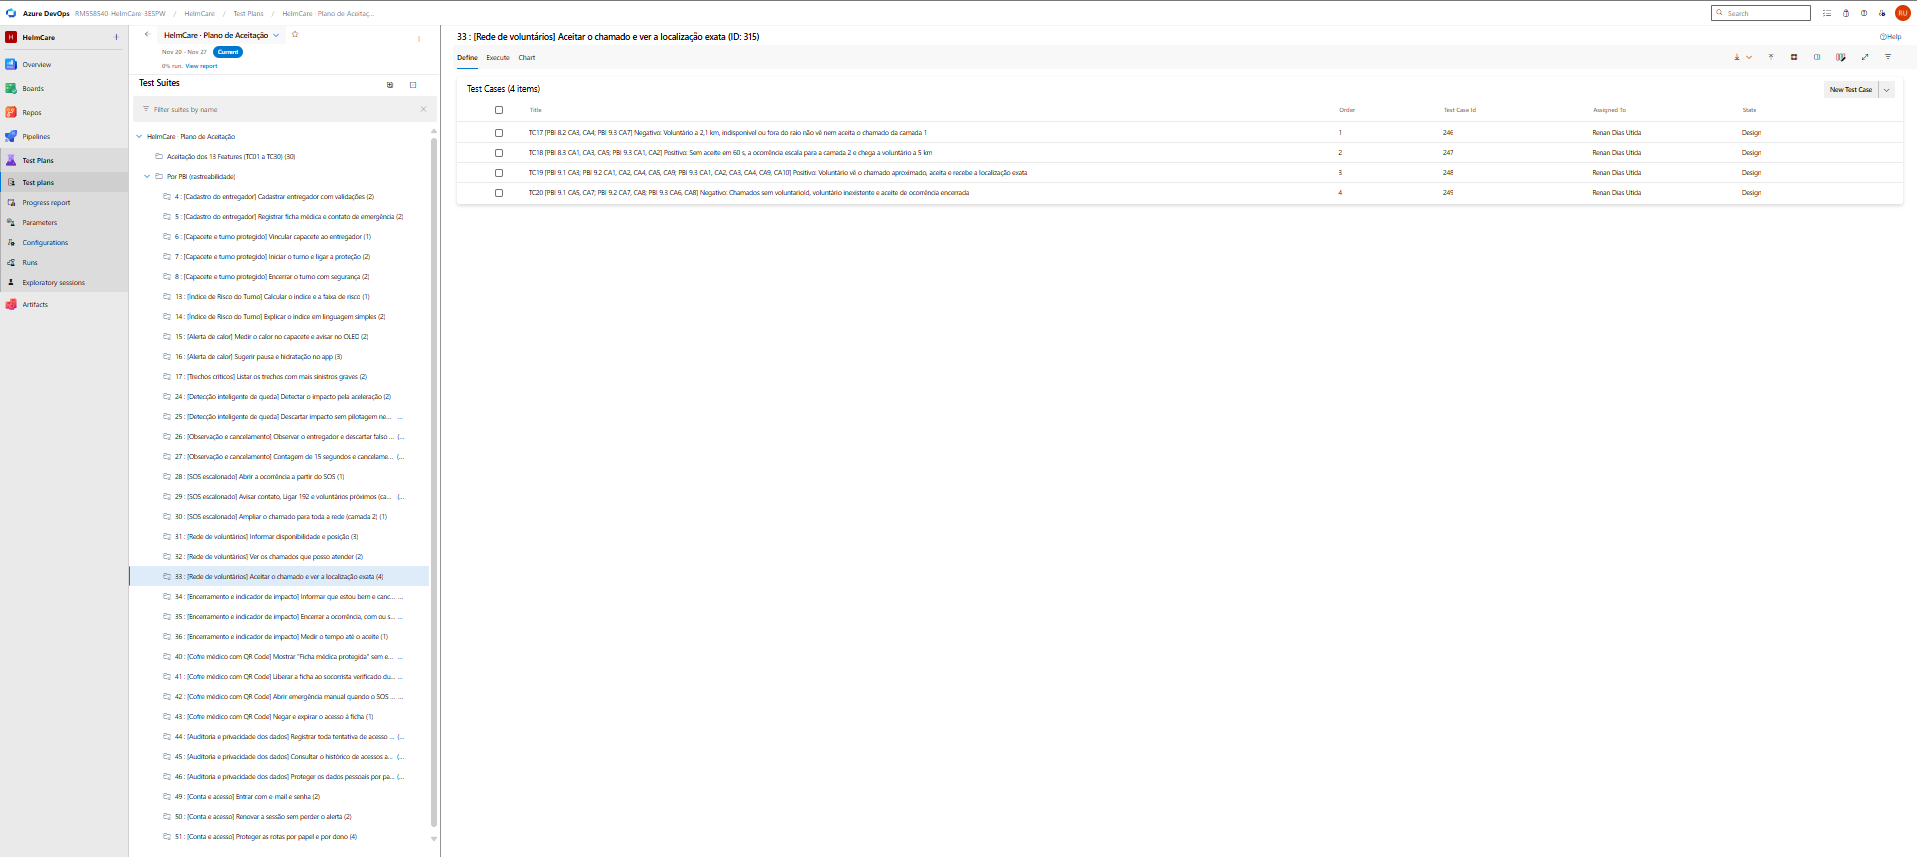 Azure DevOps RM558540-HelmCare-3ESPW / HelmCare / Test Plans / HelmCare · Plano de Aceitaç...
Search
RU
H HelmCare
Overview
Boards
Repos
Pipelines
Test Plans
Test plans
Progress report
Parameters
Configurations
Runs
Exploratory sessions
Artifacts
HelmCare · Plano de Aceitação
Nov 20 - Nov 27 Current
0% run. View report
Test Suites
Filter suites by name
HelmCare · Plano de Aceitação
Aceitação dos 13 Features (TC01 a TC30) (30)
Por PBI (rastreabilidade)
4 : [Cadastro do entregador] Cadastrar entregador com validações (2)
5 : [Cadastro do entregador] Registrar ficha médica e contato de emergência (2)
6 : [Capacete e turno protegido] Vincular capacete ao entregador (1)
7 : [Capacete e turno protegido] Iniciar o turno e ligar a proteção (2)
8 : [Capacete e turno protegido] Encerrar o turno com segurança (2)
13 : [Índice de Risco do Turno] Calcular o índice e a faixa de risco (1)
14 : [Índice de Risco do Turno] Explicar o índice em linguagem simples (2)
15 : [Alerta de calor] Medir o calor no capacete e avisar no OLED (2)
16 : [Alerta de calor] Sugerir pausa e hidratação no app (3)
17 : [Trechos críticos] Listar os trechos com mais sinistros graves (2)
24 : [Detecção inteligente de queda] Detectar o impacto pela aceleração (2)
25 : [Detecção inteligente de queda] Descartar impacto sem pilotagem ne... ...
26 : [Observação e cancelamento] Observar o entregador e descartar falso ... (...
27 : [Observação e cancelamento] Contagem de 15 segundos e cancelame... (...
28 : [SOS escalonado] Abrir a ocorrência a partir do SOS (1)
29 : [SOS escalonado] Avisar contato, Ligar 192 e voluntários próximos (ca... (...
30 : [SOS escalonado] Ampliar o chamado para toda a rede (camada 2) (1)
31 : [Rede de voluntários] Informar disponibilidade e posição (3)
32 : [Rede de voluntários] Ver os chamados que posso atender (2)
33 : [Rede de voluntários] Aceitar o chamado e ver a localização exata (4)
34 : [Encerramento e indicador de impacto] Informar que estou bem e canc... ...
35 : [Encerramento e indicador de impacto] Encerrar a ocorrência, com ou s... ...
36 : [Encerramento e indicador de impacto] Medir o tempo até o aceite (1)
40 : [Cofre médico com QR Code] Mostrar "Ficha médica protegida" sem e... ...
41 : [Cofre médico com QR Code] Liberar a ficha ao socorrista verificado du... ...
42 : [Cofre médico com QR Code] Abrir emergência manual quando o SOS ... ...
43 : [Cofre médico com QR Code] Negar e expirar o acesso à ficha (1)
44 : [Auditoria e privacidade dos dados] Registrar toda tentativa de acesso ... (...
45 : [Auditoria e privacidade dos dados] Consultar o histórico de acessos a... (...
46 : [Auditoria e privacidade dos dados] Proteger os dados pessoais por pa... (...
49 : [Conta e acesso] Entrar com e-mail e senha (2)
50 : [Conta e acesso] Renovar a sessão sem perder o alerta (2)
51 : [Conta e acesso] Proteger as rotas por papel e por dono (4)
33 : [Rede de voluntários] Aceitar o chamado e ver a localização exata (ID: 315)
Help
Define Execute Chart
Test Cases (4 items)
New Test Case
Title Order Test Case Id Assigned To State
TC17 [PBI 8.2 CA3, CA4; PBI 9.3 CA7] Negativo: Voluntário a 2,1 km, indisponível ou fora do raio não vê nem aceita o chamado da camada 1 1 246 Renan Dias Utida Design
TC18 [PBI 8.3 CA1, CA3, CA5; PBI 9.3 CA1, CA2] Positivo: Sem aceite em 60 s, a ocorrência escala para a camada 2 e chega a voluntário a 5 km 2 247 Renan Dias Utida Design
TC19 [PBI 9.1 CA3; PBI 9.2 CA1, CA2, CA4, CA5, CA9; PBI 9.3 CA1, CA2, CA3, CA4, CA9, CA10] Positivo: Voluntário vê o chamado aproximado, aceita e recebe a localização exata 3 248 Renan Dias Utida Design
TC20 [PBI 9.1 CA5, CA7; PBI 9.2 CA7, CA8; PBI 9.3 CA6, CA8] Negativo: Chamados sem voluntarioId, voluntário inexistente e aceite de ocorrência encerrada 4 249 Renan Dias Utida Design